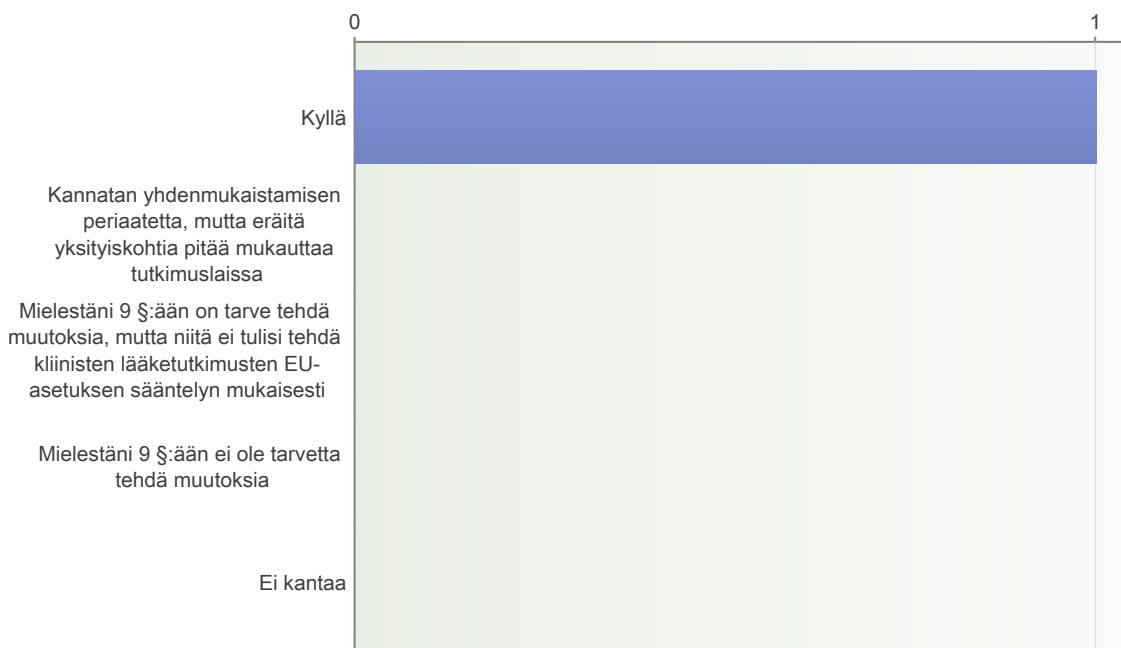 0 1
Kyllä
Kannatan yhdenmukaistamisen
periaatetta, mutta eräitä
yksityiskohtia pitää mukauttaa
tutkimuslaissa
Mielestäni 9 §:ään on tarve tehdä
muutoksia, mutta niitä ei tulisi tehdä
kliinisten lääketutkimusten EU-
asetuksen sääntelyn mukaisesti
Mielestäni 9 §:ään ei ole tarvetta
tehdä muutoksia
Ei kantaa